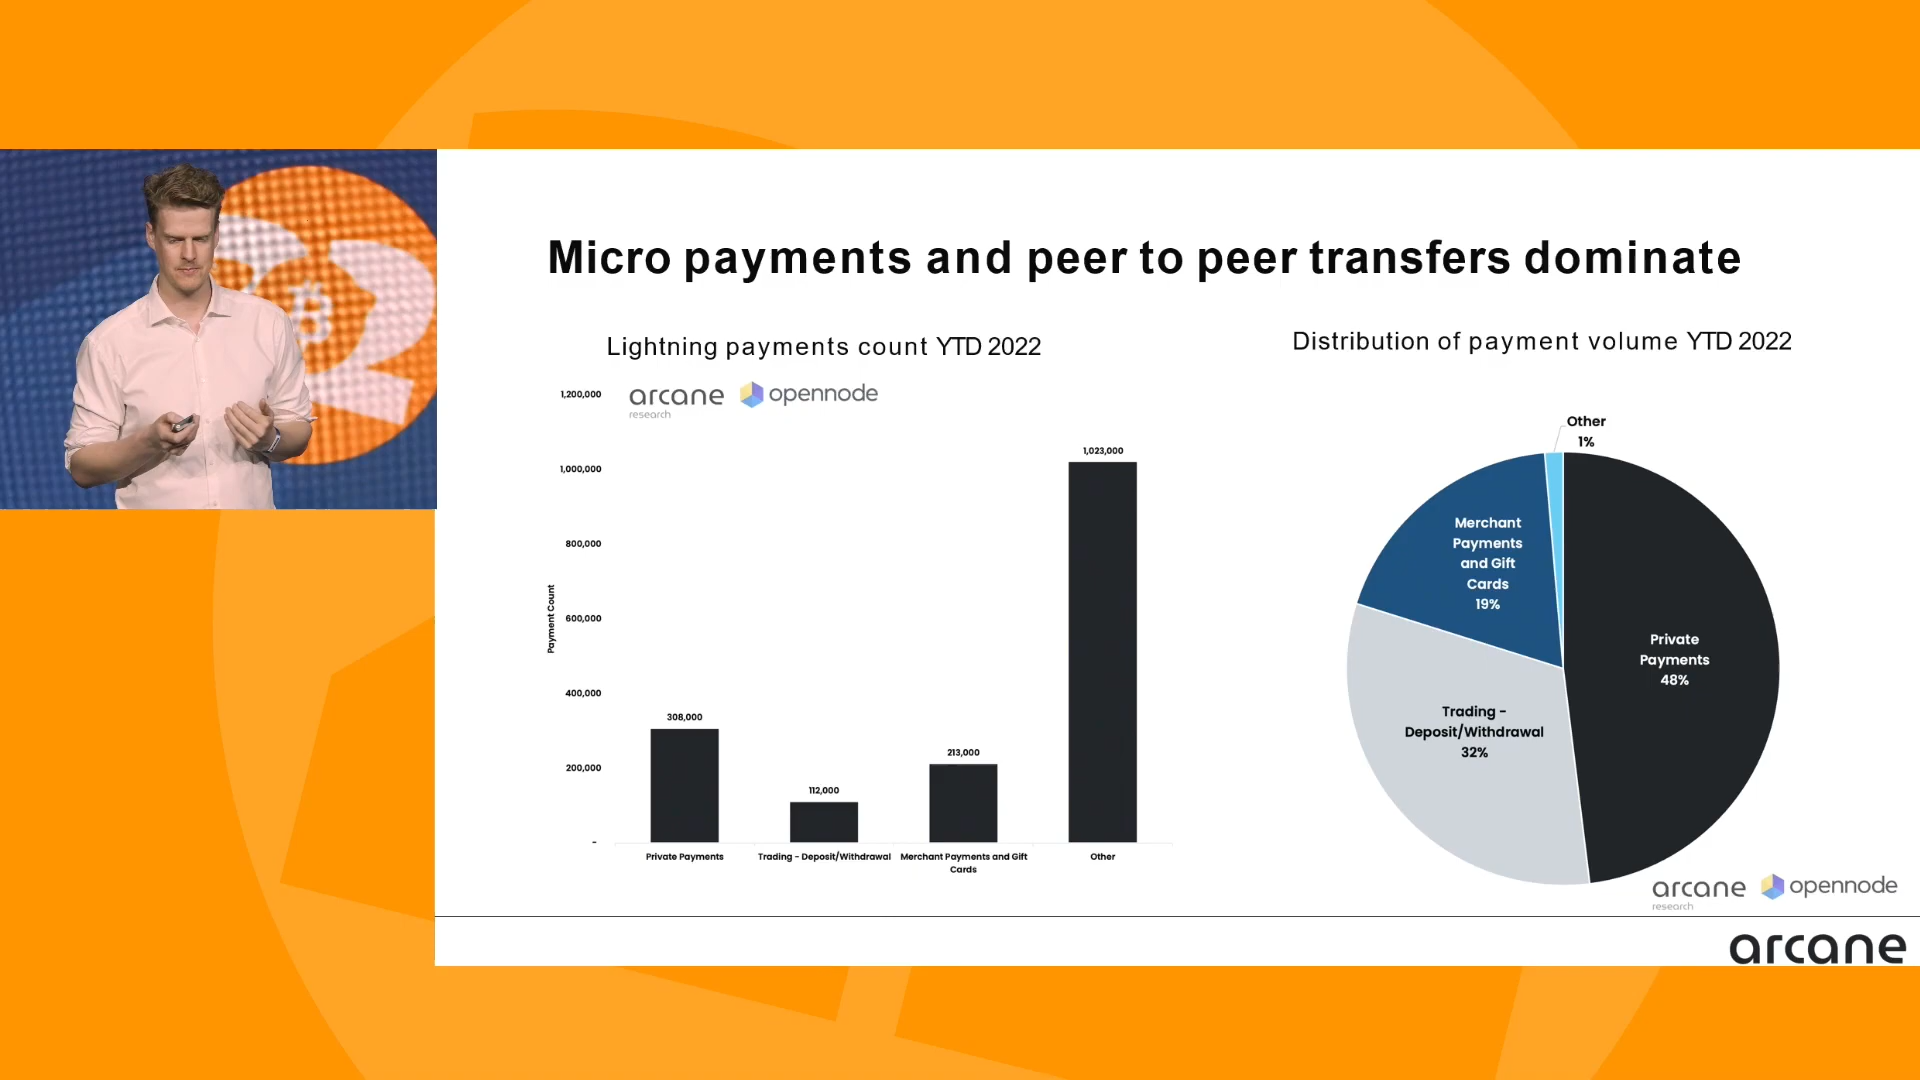 Micro payments and peer to peer transfers dominate
Lightning payments count YTD 2022
arcane
research
opennode
1,200,000
1,000,000
800,000
600,000
400,000
200,000
-
Payment Count
308,000
112,000
213,000
1,023,000
Private Payments
Trading - Deposit/Withdrawal
Merchant Payments and Gift
Cards
Other
Distribution of payment volume YTD 2022
Other
1%
Merchant
Payments
and Gift
Cards
19%
Private
Payments
48%
Trading -
Deposit/Withdrawal
32%
arcane
research
opennode
arcane